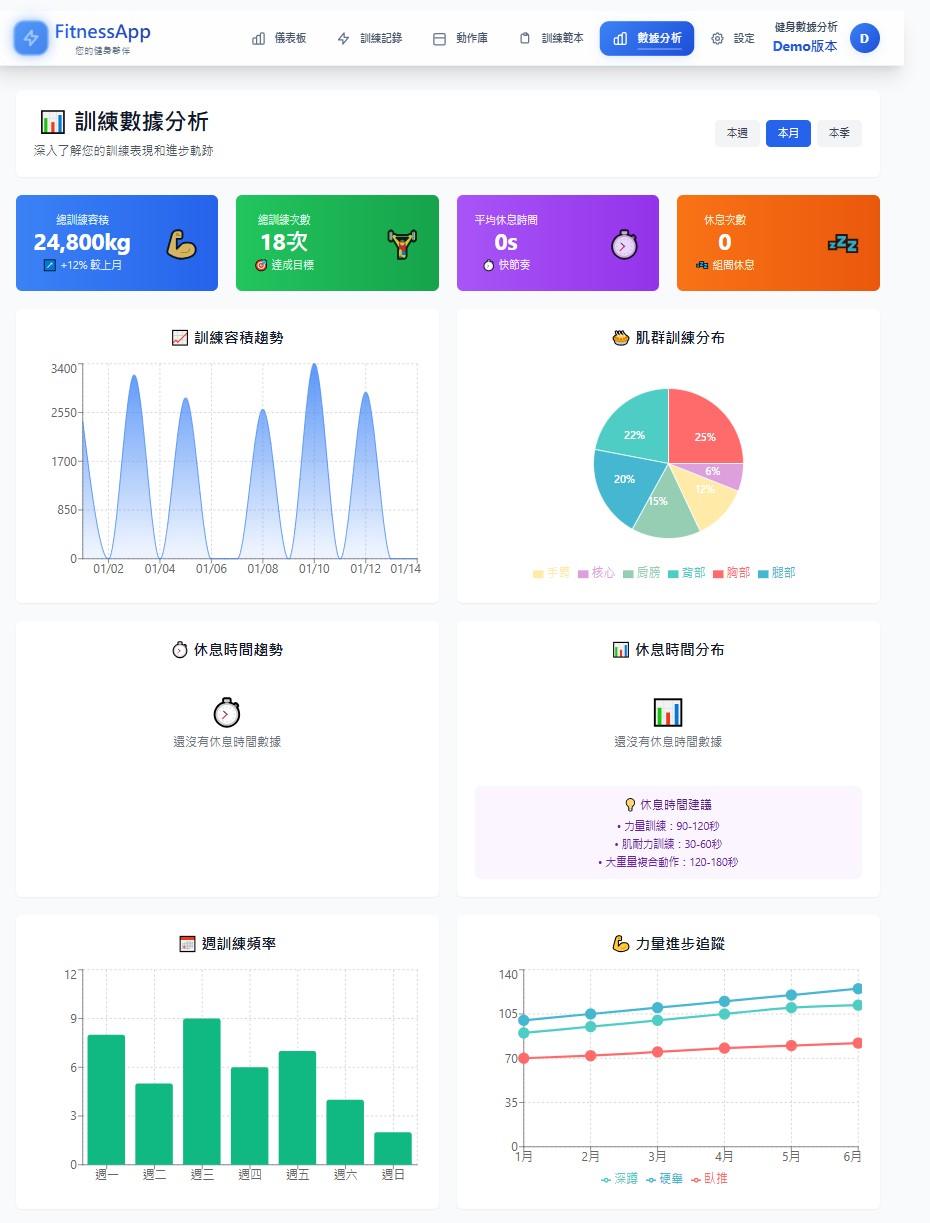 FitnessApp
您的健身夥伴
儀表板
訓練記錄
動作庫
訓練範本
數據分析
設定
健身數據分析
Demo版本
D
訓練數據分析
深入了解您的訓練表現和進步軌跡
本週
本月
本季
總訓練容積
24,800kg
+12% 較上月
總訓練次數
18次
達成目標
平均休息時間
0s
快節奏
休息次數
0
組間休息
訓練容積趨勢
3400
2550
1700
850
0
01/02 01/04 01/06 01/08 01/10 01/12 01/14
肌群訓練分布
22% 25%
20% 6%
15% 12%
手臂 核心 肩膀 背部 胸部 腿部
休息時間趨勢
還沒有休息時間數據
休息時間分布
還沒有休息時間數據
休息時間建議
• 力量訓練：90-120秒
• 肌耐力訓練：30-60秒
• 大重量複合動作：120-180秒
週訓練頻率
12
9
6
3
0
週一 週二 週三 週四 週五 週六 週日
力量進步追蹤
140
105
70
35
0
1月 2月 3月 4月 5月 6月
深蹲 硬舉 臥推